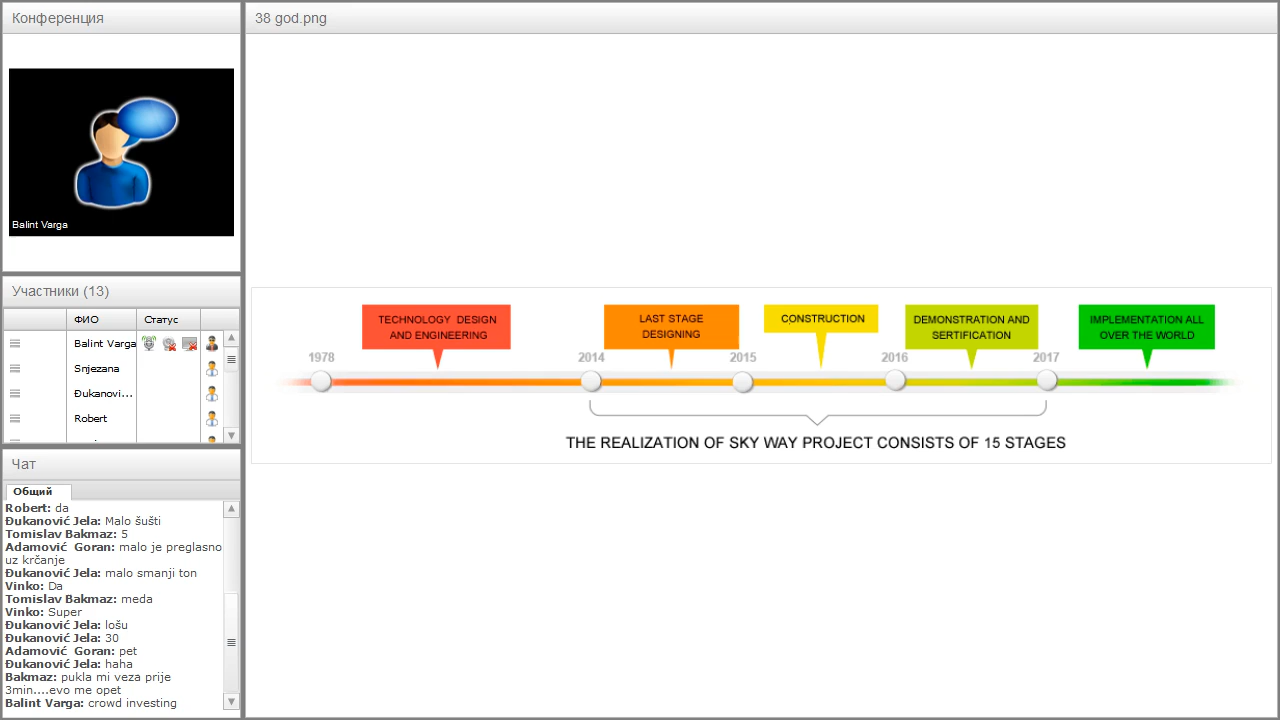 Конференция
Balint Varga
Участники (13)
ФИО Статус
Balint Varga
Snjezana
Đukanovi...
Robert
Чат
Общий
Robert: da
Đukanović Jela: Malo šušti
Tomislav Bakmaz: 5
Adamović Goran: malo je preglasno
uz krčanje
Đukanović Jela: malo smanji ton
Vinko: Da
Tomislav Bakmaz: meda
Vinko: Super
Đukanović Jela: lošu
Đukanović Jela: 30
Adamović Goran: pet
Đukanović Jela: haha
Bakmaz: pukla mi veza prije
3min....evo me opet
Balint Varga: crowd investing
38 god.png
TECHNOLOGY DESIGN
AND ENGINEERING
LAST STAGE
DESIGNING
CONSTRUCTION
DEMONSTRATION AND
SERTIFICATION
IMPLEMENTATION ALL
OVER THE WORLD
1978 2014 2015 2016 2017
THE REALIZATION OF SKY WAY PROJECT CONSISTS OF 15 STAGES